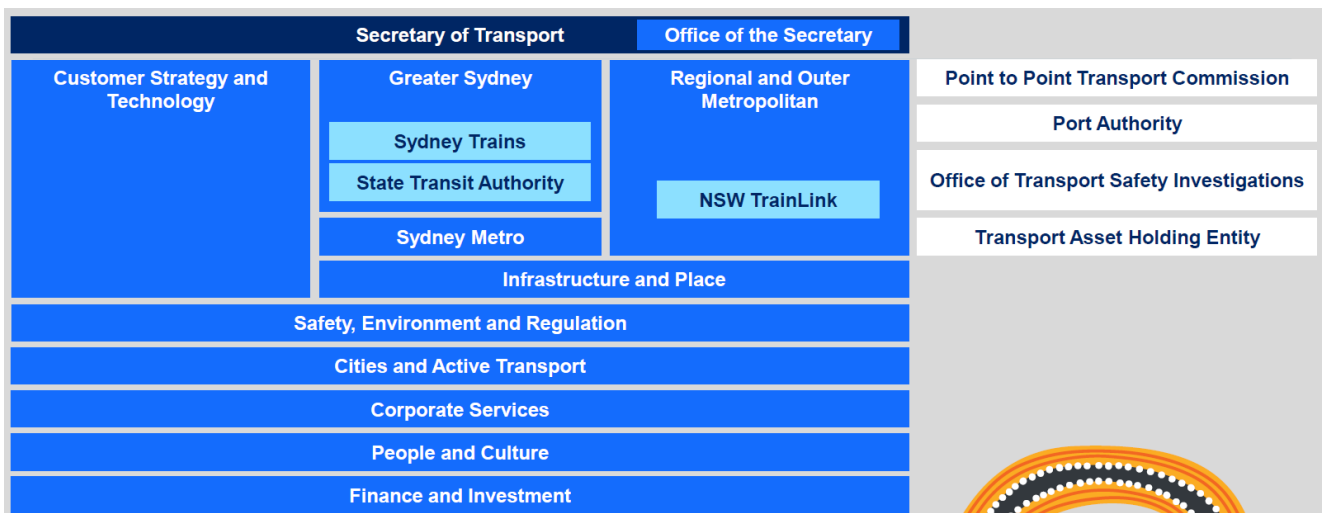 Secretary of Transport
Office of the Secretary
Customer Strategy and
Technology
Greater Sydney
Sydney Trains
State Transit Authority
Sydney Metro
Regional and Outer
Metropolitan
NSW TrainLink
Infrastructure and Place
Safety, Environment and Regulation
Cities and Active Transport
Corporate Services
People and Culture
Finance and Investment
Point to Point Transport Commission
Port Authority
Office of Transport Safety Investigations
Transport Asset Holding Entity